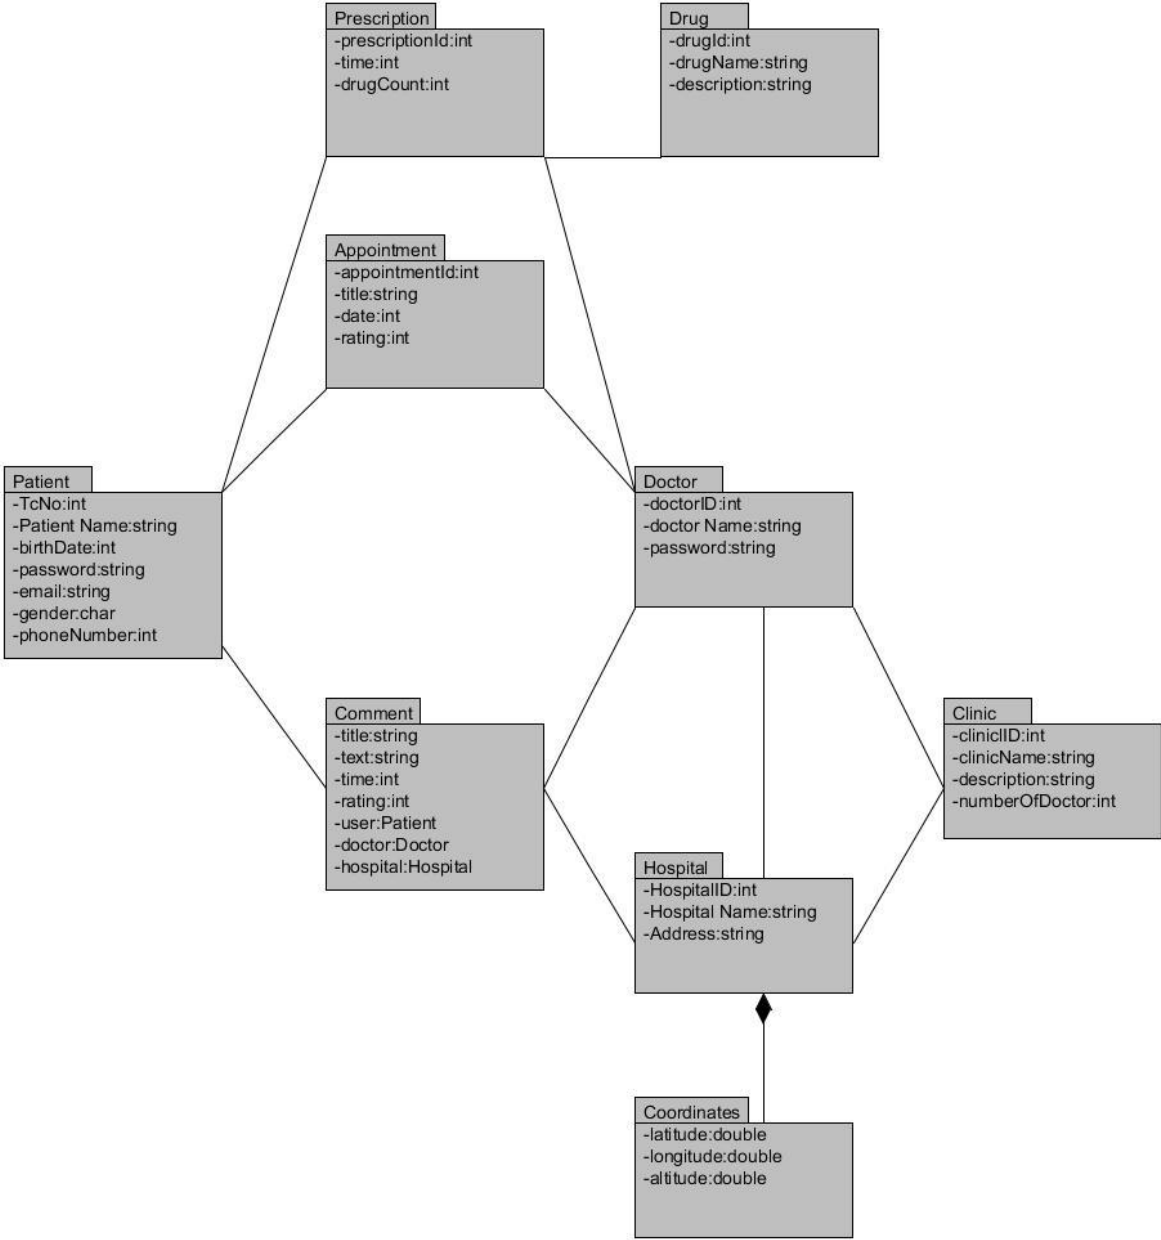 Prescription
-prescriptionId:int
-time:int
-drugCount:int
Drug
-drugId:int
-drugName:string
-description:string
Appointment
-appointmentId:int
-title:string
-date:int
-rating:int
Patient
-TcNo:int
-Patient Name:string
-birthDate:int
-password:string
-email:string
-gender:char
-phoneNumber:int
Doctor
-doctorID:int
-doctor Name:string
-password:string
Comment
-title:string
-text:string
-time:int
-rating:int
-user:Patient
-doctor:Doctor
-hospital:Hospital
Clinic
-cliniclID:int
-clinicName:string
-description:string
-numberOfDoctor:int
Hospital
-HospitalID:int
-Hospital Name:string
-Address:string
Coordinates
-latitude:double
-longitude:double
-altitude:double